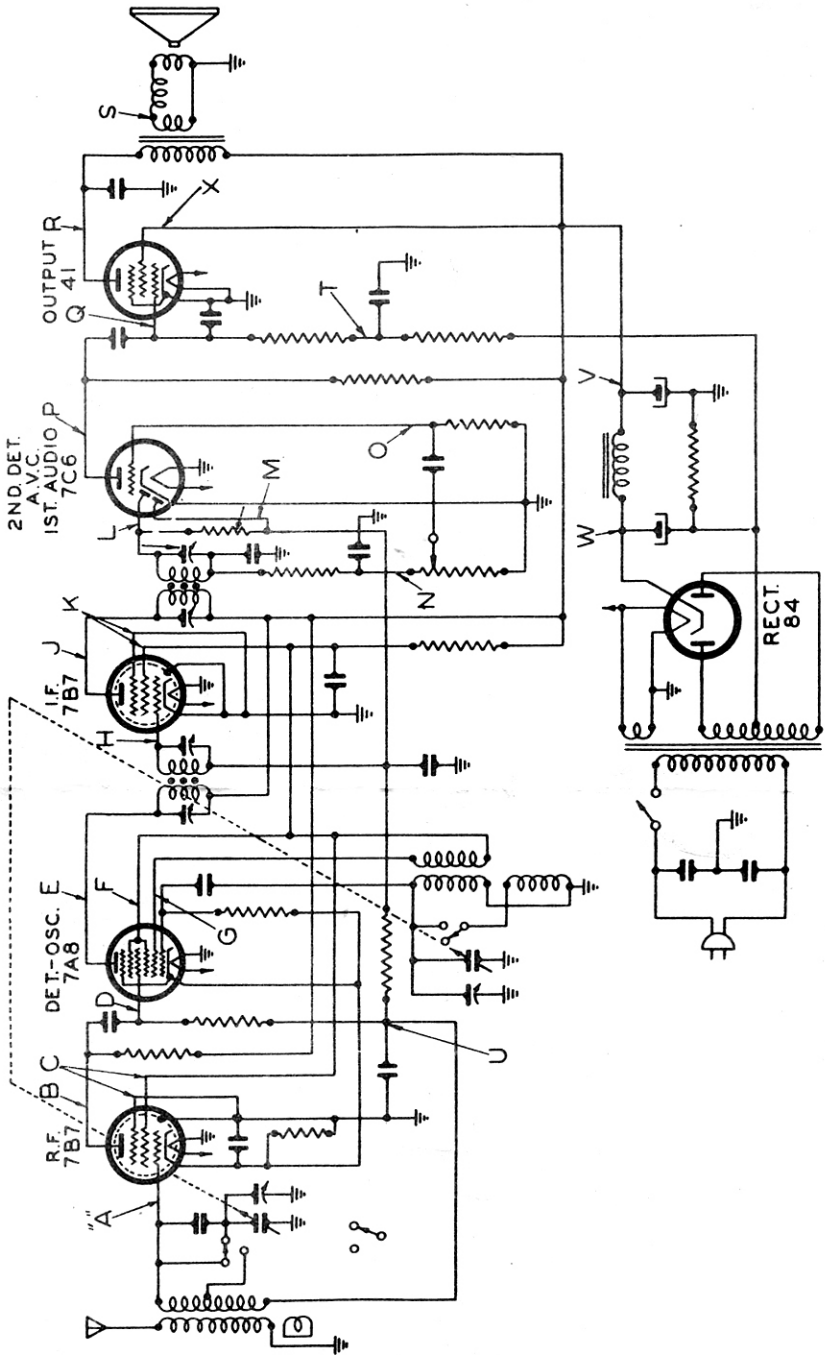 "A"
R.F.
7B7
B
C
D
DET.-OSC.
7A8
E
F
G
H
I.F.
7B7
J
K
L
2ND. DET.
A.V.C.
1ST. AUDIO
7C6
P
M
N
O
OUTPUT
41
Q
R
S
T
X
U
V
W
RECT.
84